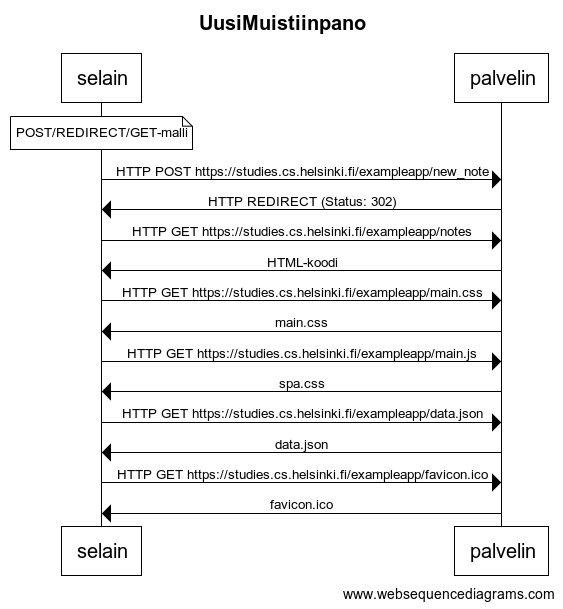 UusiMuistiinpano
selain
palvelin
POST/REDIRECT/GET-malli
HTTP POST https://studies.cs.helsinki.fi/exampleapp/new_note
HTTP REDIRECT (Status: 302)
HTTP GET https://studies.cs.helsinki.fi/exampleapp/notes
HTML-koodi
HTTP GET https://studies.cs.helsinki.fi/exampleapp/main.css
main.css
HTTP GET https://studies.cs.helsinki.fi/exampleapp/main.js
spa.css
HTTP GET https://studies.cs.helsinki.fi/exampleapp/data.json
data.json
HTTP GET https://studies.cs.helsinki.fi/exampleapp/favicon.ico
favicon.ico
selain
palvelin
www.websequencediagrams.com